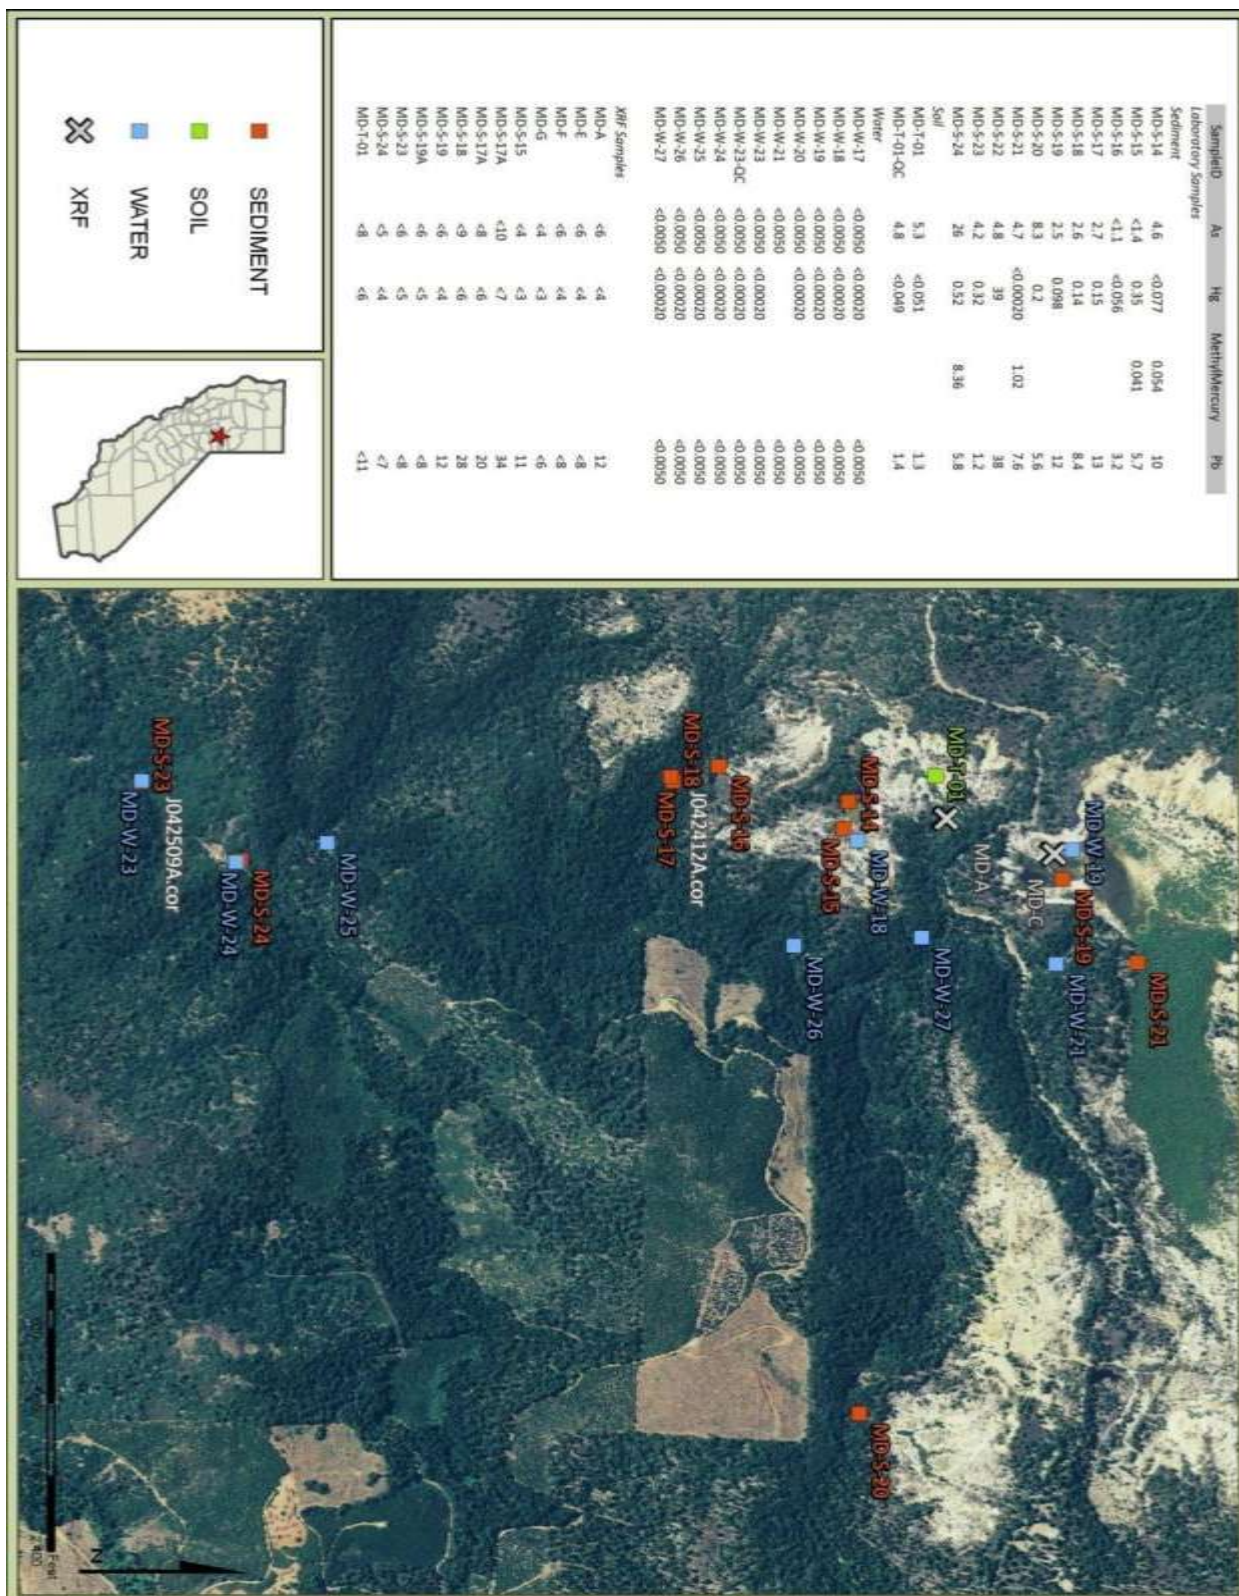 SampleID As Hg MethylMercury Pb
Laboratory Samples
Sediment
MD-S-14 4.6 <0.077 0.054 10
MD-S-15 <1.4 0.35 0.041 5.7
MD-S-16 <1.1 <0.056 3.2
MD-S-17 2.7 0.15 13
MD-S-18 2.6 0.14 8.4
MD-S-19 2.5 0.098 12
MD-S-20 8.3 0.2 5.6
MD-S-21 4.7 <0.00020 1.02 7.6
MD-S-22 4.8 39 38
MD-S-23 4.2 0.32 1.2
MD-S-24 26 0.52 8.36 5.8
Soil
MD-T-01 5.3 <0.051 1.3
MD-T-01-QC 4.8 <0.049 1.4
Water
MD-W-17 <0.0050 <0.00020 <0.0050
MD-W-18 <0.0050 <0.00020 <0.0050
MD-W-19 <0.0050 <0.00020 <0.0050
MD-W-20 <0.0050 <0.00020 <0.0050
MD-W-21 <0.0050 <0.0050
MD-W-23 <0.0050 <0.00020 <0.0050
MD-W-23-QC <0.0050 <0.00020 <0.0050
MD-W-24 <0.0050 <0.00020 <0.0050
MD-W-25 <0.0050 <0.00020 <0.0050
MD-W-26 <0.0050 <0.00020 <0.0050
MD-W-27 <0.0050 <0.00020 <0.0050
XRF Samples
MD-A <6 <4 12
MD-E <6 <4 <8
MD-F <6 <4 <8
MD-G <4 <3 <6
MD-S-15 <4 <3 11
MD-S-17A <10 <7 34
MD-S-17A <8 <6 20
MD-S-18 <9 <6 28
MD-S-19 <6 <4 12
MD-S-19A <6 <5 <8
MD-S-23 <6 <5 <8
MD-S-24 <5 <4 <7
MD-T-01 <8 <6 <11
SEDIMENT
SOIL
WATER
XRF
MD-S-21
MD-W-19
MD-S-19
MD-W-21
MD-C
MD-A
MD-T-01
MD-W-27
MD-S-14
MD-W-18
MD-S-20
MD-S-15
MD-W-26
MD-S-16
J042412A.cor
MD-S-18
MD-S-17
MD-W-25
MD-S-24
MD-W-24
J042509A.cor
MD-S-23
MD-W-23
N
Feet